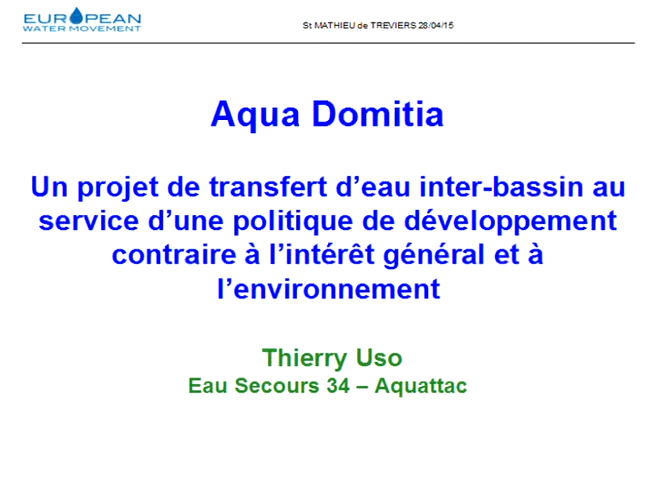 EUROPEAN
WATER MOVEMENT
St MATHIEU de TREVIERS 28/04/15
Aqua Domitia
Un projet de transfert d’eau inter-bassin au
service d’une politique de développement
contraire à l’intérêt général et à
l’environnement
Thierry Uso
Eau Secours 34 – Aquattac